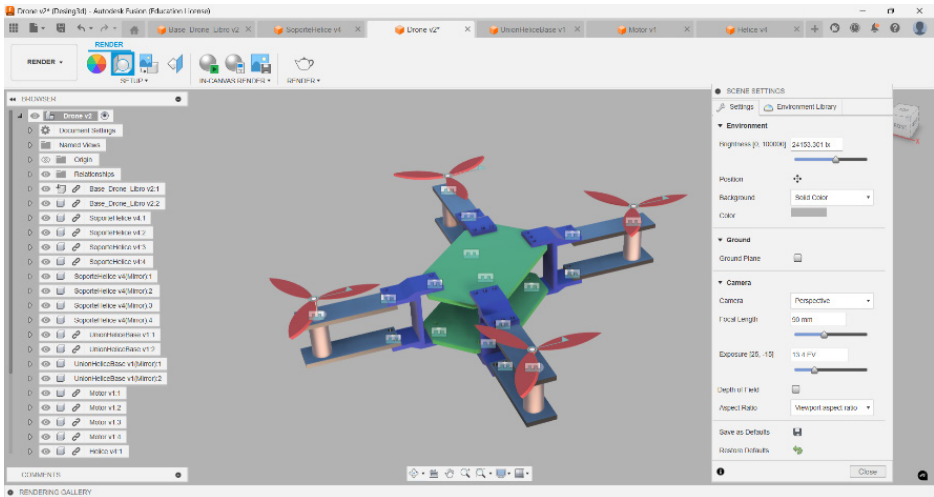 Drone v2* (Dasing3d) - Autodesk Fusion (Education License)
Base_Drone_Libro v2
SoporteHelice v4
Drone v2*
UnionHeliceBase v1
Motor v1
Helice v4
RENDER
RENDER
SETUP
IN-CANVAS RENDER
RENDER
BROWSER
Drone v2
Document Settings
Named Views
Origin
Relationships
Base_Drone_Libro v2:1
Base_Drone_Libro v2:2
SoporteHelice v4:1
SoporteHelice v4:2
SoporteHelice v4:3
SoporteHelice v4:4
SoporteHelice v4(Mirror):1
SoporteHelice v4(Mirror):2
SoporteHelice v4(Mirror):3
SoporteHelice v4(Mirror):4
UnionHeliceBase v1:1
UnionHeliceBase v1:2
UnionHeliceBase v1(Mirror):1
UnionHeliceBase v1(Mirror):2
Motor v1:1
Motor v1:2
Motor v1:3
Motor v1:4
Helice v4:1
COMMENTS
RENDERING GALLERY
SCENE SETTINGS
Settings
Environment Library
Environment
Brightness [0, 100000] 24153.301 lx
Position
Background Solid Color
Color
Ground
Ground Plane
Camera
Camera Perspective
Focal Length 90 mm
Exposure [25, -15] 13.4 EV
Depth of Field
Aspect Ratio Viewport aspect ratio
Save as Defaults
Restore Defaults
Close
X